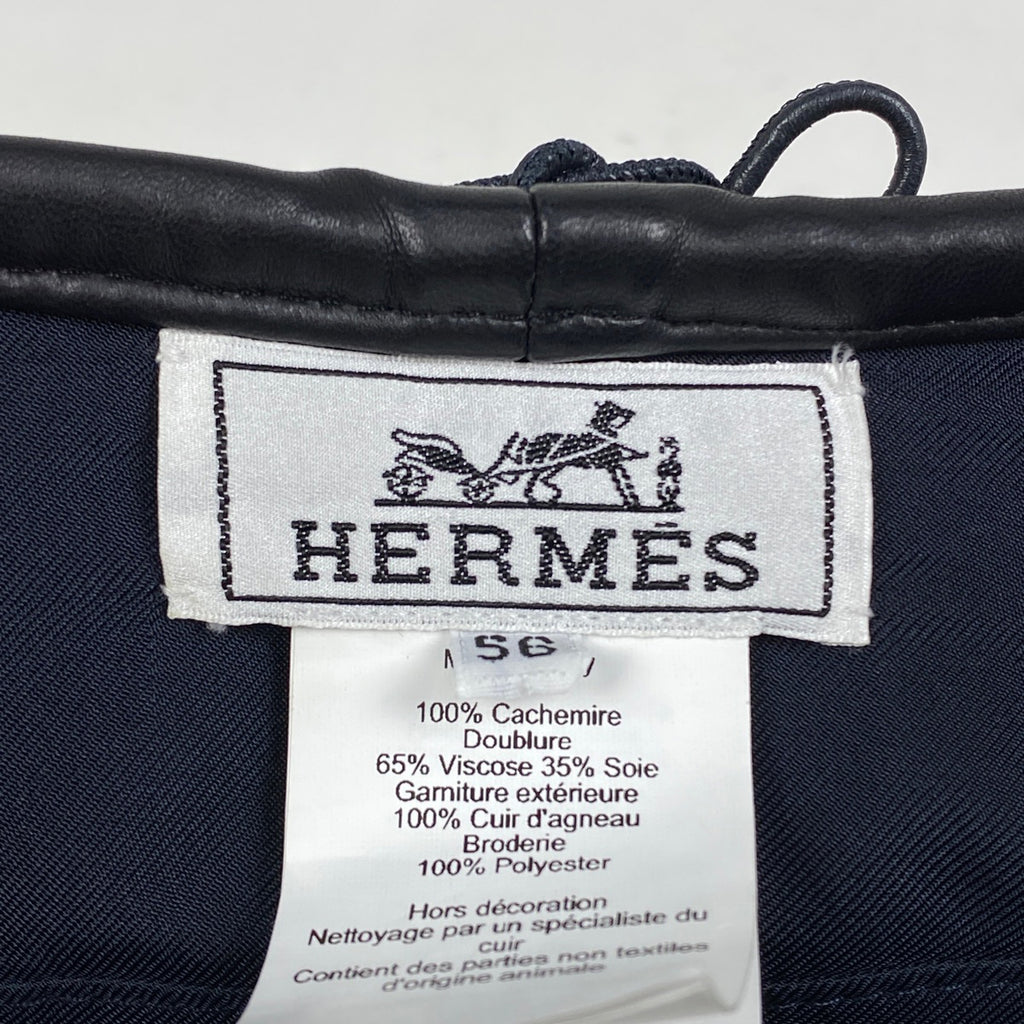 HERMÈS
56
100% Cachemire
Doublure
65% Viscose 35% Soie
Garniture extérieure
100% Cuir d'agneau
Broderie
100% Polyester
Hors décoration
Nettoyage par un spécialiste du
cuir
Contient des parties non textiles
d'origine animale